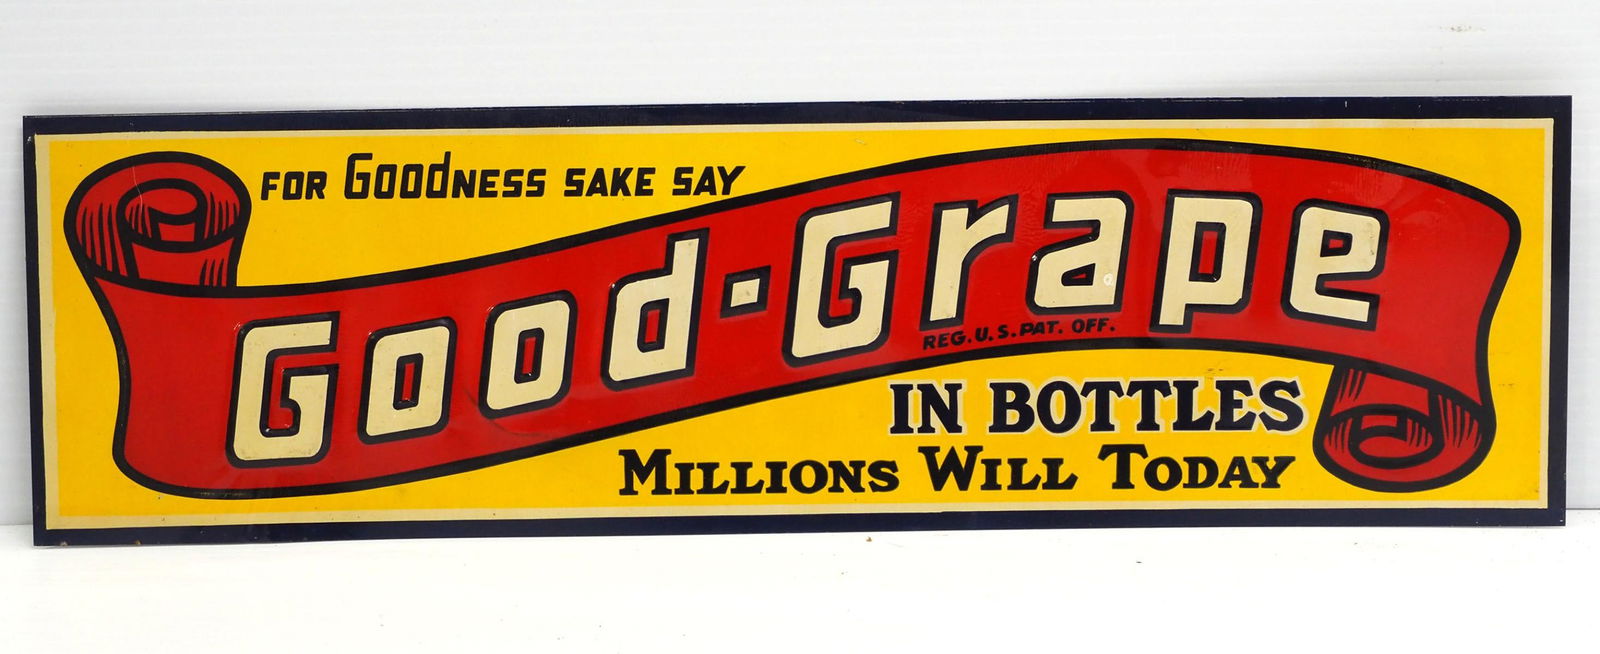 FOR GOODNESS SAKE SAY
Good-Grape
REG. U.S. PAT. OFF.
IN BOTTLES
MILLIONS WILL TODAY